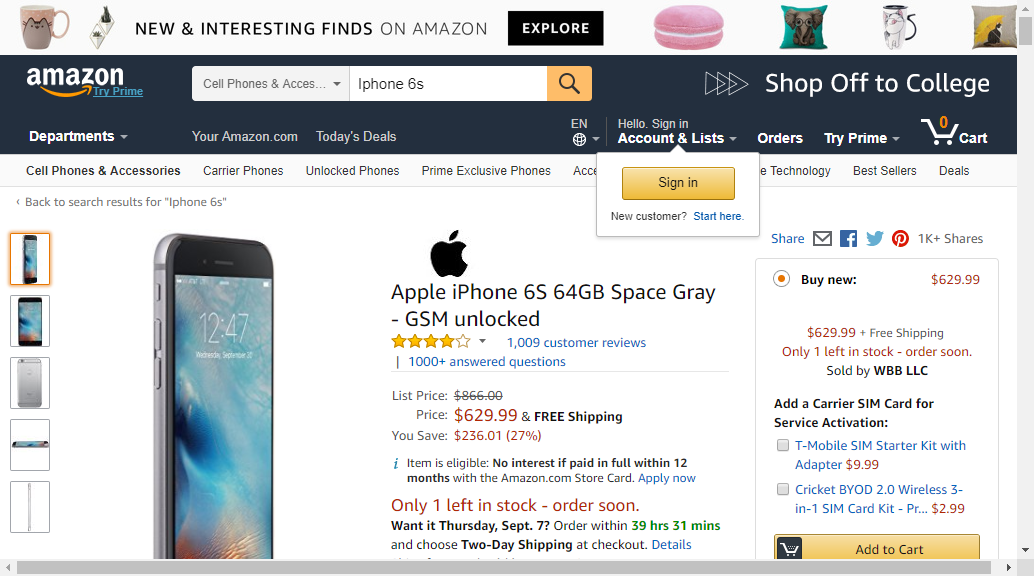 NEW & INTERESTING FINDS ON AMAZON EXPLORE
amazon
Try Prime
Cell Phones & Acces...
Iphone 6s
Shop Off to College
Departments
Your Amazon.com
Today's Deals
EN
Hello. Sign in
Account & Lists
Orders
Try Prime
0
Cart
Cell Phones & Accessories
Carrier Phones
Unlocked Phones
Prime Exclusive Phones
Acce
e Technology
Best Sellers
Deals
Sign in
New customer? Start here.
‹ Back to search results for "Iphone 6s"
Share
1K+ Shares
12:47
Wednesday, September
Apple iPhone 6S 64GB Space Gray
- GSM unlocked
1,009 customer reviews
| 1000+ answered questions
List Price: $866.00
Price: $629.99 & FREE Shipping
You Save: $236.01 (27%)
i Item is eligible: No interest if paid in full within 12
months with the Amazon.com Store Card. Apply now
Only 1 left in stock - order soon.
Want it Thursday, Sept. 7? Order within 39 hrs 31 mins
and choose Two-Day Shipping at checkout. Details
Buy new: $629.99
$629.99 + Free Shipping
Only 1 left in stock - order soon.
Sold by WBB LLC
Add a Carrier SIM Card for
Service Activation:
T-Mobile SIM Starter Kit with
Adapter $9.99
Cricket BYOD 2.0 Wireless 3-
in-1 SIM Card Kit - Pr... $2.99
Add to Cart